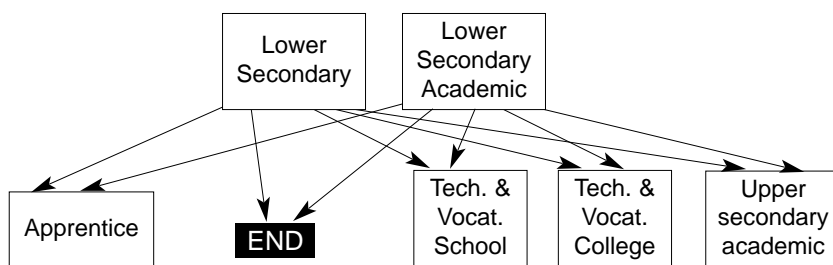 Lower
Secondary
Lower
Secondary
Academic
Apprentice
END
Tech. &
Vocat.
School
Tech. &
Vocat.
College
Upper
secondary
academic